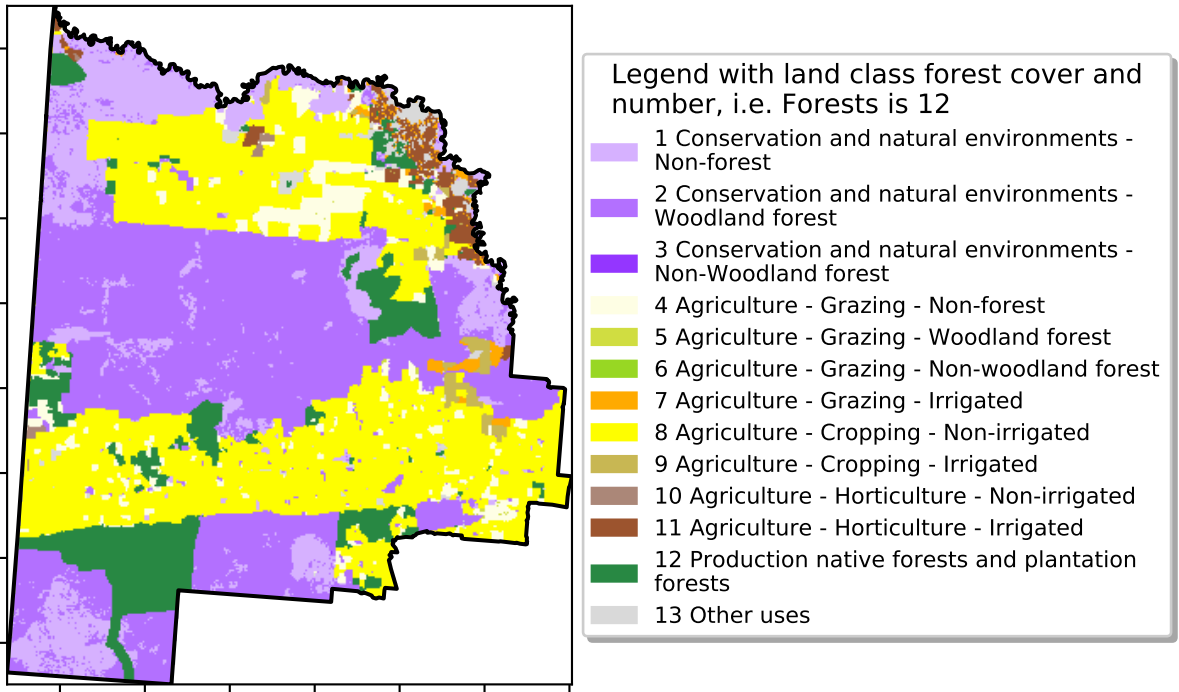 Legend with land class forest cover and
number, i.e. Forests is 12
1 Conservation and natural environments -
Non-forest
2 Conservation and natural environments -
Woodland forest
3 Conservation and natural environments -
Non-Woodland forest
4 Agriculture - Grazing - Non-forest
5 Agriculture - Grazing - Woodland forest
6 Agriculture - Grazing - Non-woodland forest
7 Agriculture - Grazing - Irrigated
8 Agriculture - Cropping - Non-irrigated
9 Agriculture - Cropping - Irrigated
10 Agriculture - Horticulture - Non-irrigated
11 Agriculture - Horticulture - Irrigated
12 Production native forests and plantation
forests
13 Other uses